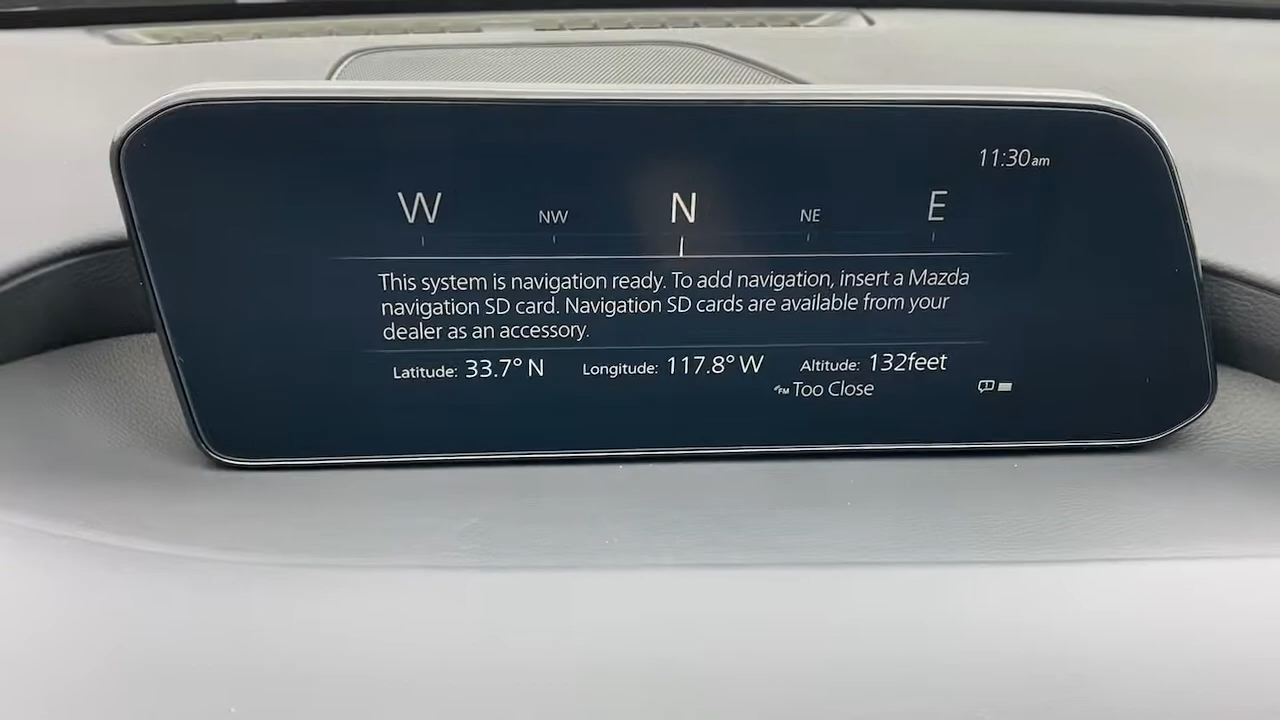 11:30am
W NW N NE E
This system is navigation ready. To add navigation, insert a Mazda
navigation SD card. Navigation SD cards are available from your
dealer as an accessory.
Latitude: 33.7° N Longitude: 117.8° W Altitude: 132feet
FM Too Close